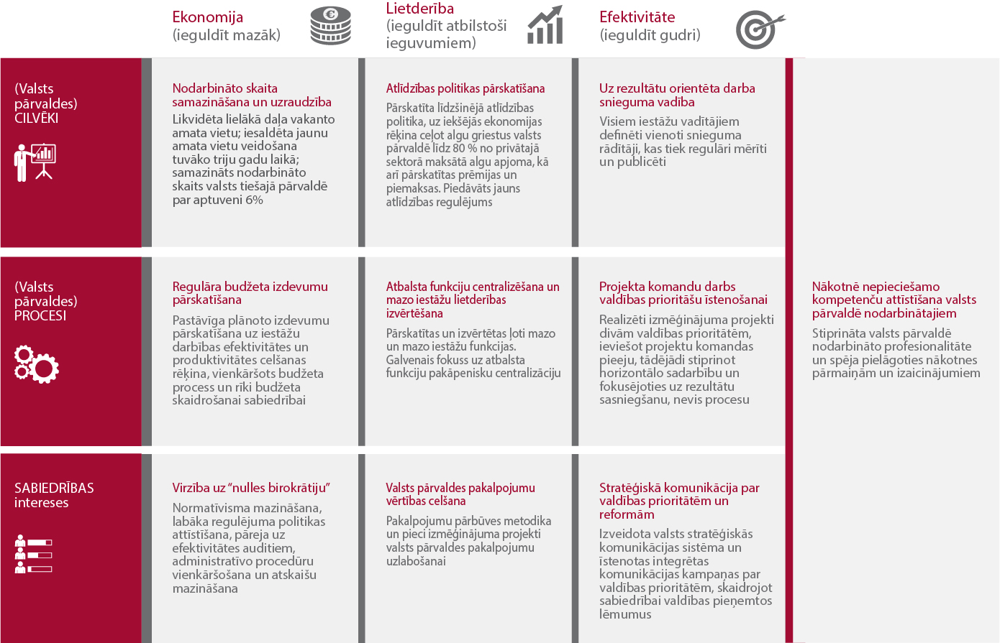 Ekonomija
(ieguldīt mazāk)
Lietderība
(ieguldīt atbilstoši
ieguvumiem)
Efektivitāte
(ieguldīt gudri)
(Valsts
pārvaldes)
CILVĒKI
Nodarbināto skaita
samazināšana un uzraudzība
Likvidēta lielākā daļa vakanto
amata vietu; iesaldēta jaunu
amata vietu veidošana
tuvāko triju gadu laikā;
samazināts nodarbināto
skaits valsts tiešajā pārvaldē
par aptuveni 6%
Atlīdzības politikas pārskatīšana
Pārskatīta līdzšinējā atlīdzības
politika, uz iekšējās ekonomijas
rēķina ceļot algu griestus valsts
pārvaldē līdz 80 % no privātajā
sektorā maksātā algu apjoma, kā
arī pārskatītas prēmijas un
piemaksas. Piedāvāts jauns
atlīdzības regulējums
Uz rezultātu orientēta darba
snieguma vadība
Visiem iestāžu vadītājiem
definēti vienoti snieguma
rādītāji, kas tiek regulāri mērīti
un publicēti
(Valsts
pārvaldes)
PROCESI
Regulāra budžeta izdevumu
pārskatīšana
Pastāvīga plānoto izdevumu
pārskatīšana uz iestāžu
darbības efektivitātes un
produktivitātes celšanas
rēķina, vienkāršots budžeta
process un rīki budžeta
skaidrošanai sabiedrībai
Atbalsta funkciju centralizēšana un
mazo iestāžu lietderības
izvērtēšana
Pārskatītas un izvērtētas ļoti mazo
un mazo iestāžu funkcijas.
Galvenais fokuss uz atbalsta
funkciju pakāpenisku centralizāciju
Projekta komandu darbs
valdības prioritāšu īstenošanai
Realizēti izmēģinājuma projekti
divām valdības prioritātēm,
ieviešot projektu komandas
pieeju, tādējādi stiprinot
horizontālo sadarbību un
fokusējoties uz rezultātu
sasniegšanu, nevis procesu
Nākotnē nepieciešamo
kompetenču attīstīšana valsts
pārvaldē nodarbinātajiem
Stiprināta valsts pārvaldē
nodarbināto profesionalitāte
un spēja pielāgoties nākotnes
pārmaiņām un izaicinājumiem
SABIEDRĪBAS
intereses
Virzība uz “nulles birokrātiju”
Normatīvisma mazināšana,
labāka regulējuma politikas
attīstīšana, pāreja uz
efektivitātes auditiem,
administratīvo procedūru
vienkāršošana un atskaišu
mazināšana
Valsts pārvaldes pakalpojumu
vērtības celšana
Pakalpojumu pārbūves metodika
un pieci izmēģinājuma projekti
valsts pārvaldes pakalpojumu
uzlabošanai
Stratēģiskā komunikācija par
valdības prioritātēm un
reformām
Izveidota valsts stratēģiskās
komunikācijas sistēma un
īstenotas integrētas
komunikācijas kampaņas par
valdības prioritātēm, skaidrojot
sabiedrībai valdības pieņemtos
lēmumus